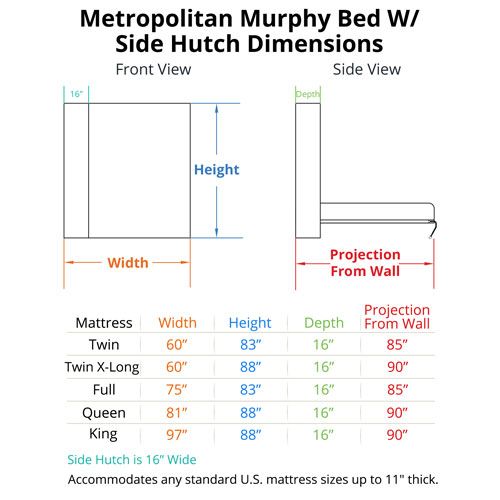 Metropolitan Murphy Bed W/
Side Hutch Dimensions
Front View
Side View
16”
Depth
Height
Width
Projection
From Wall
Mattress Width Height Depth Projection From Wall
Twin 60” 83” 16” 85”
Twin X-Long 60” 88” 16” 90”
Full 75” 83” 16” 85”
Queen 81” 88” 16” 90”
King 97” 88” 16” 90”
Side Hutch is 16” Wide
Accommodates any standard U.S. mattress sizes up to 11" thick.